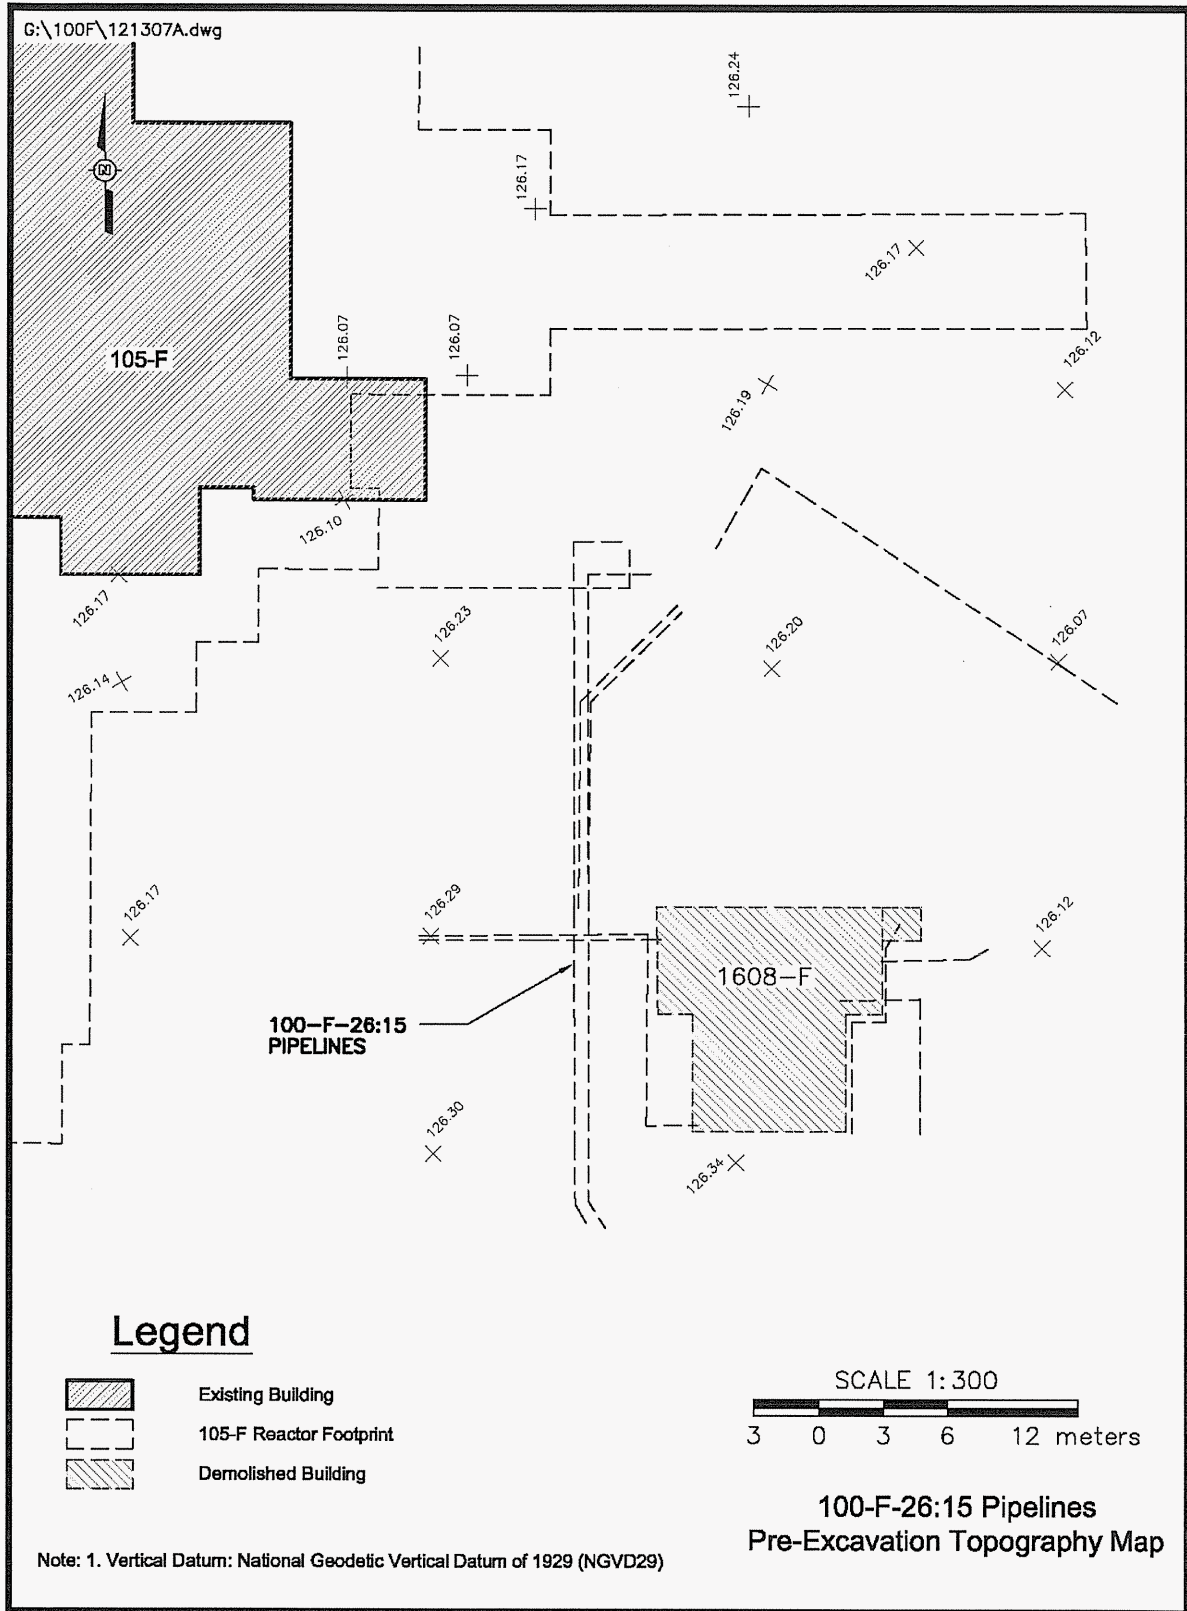 G:\100F\121307A.dwg
126.24
N
126.17
126.17
126.07
126.07
126.12
105-F
126.19
126.10
126.17
126.23
126.20
126.07
126.14
126.17
126.29
126.12
1608-F
100-F-26:15
PIPELINES
126.30
126.34
Legend
Existing Building
105-F Reactor Footprint
Demolished Building
SCALE 1:300
3 0 3 6 12 meters
100-F-26:15 Pipelines
Pre-Excavation Topography Map
Note: 1. Vertical Datum: National Geodetic Vertical Datum of 1929 (NGVD29)